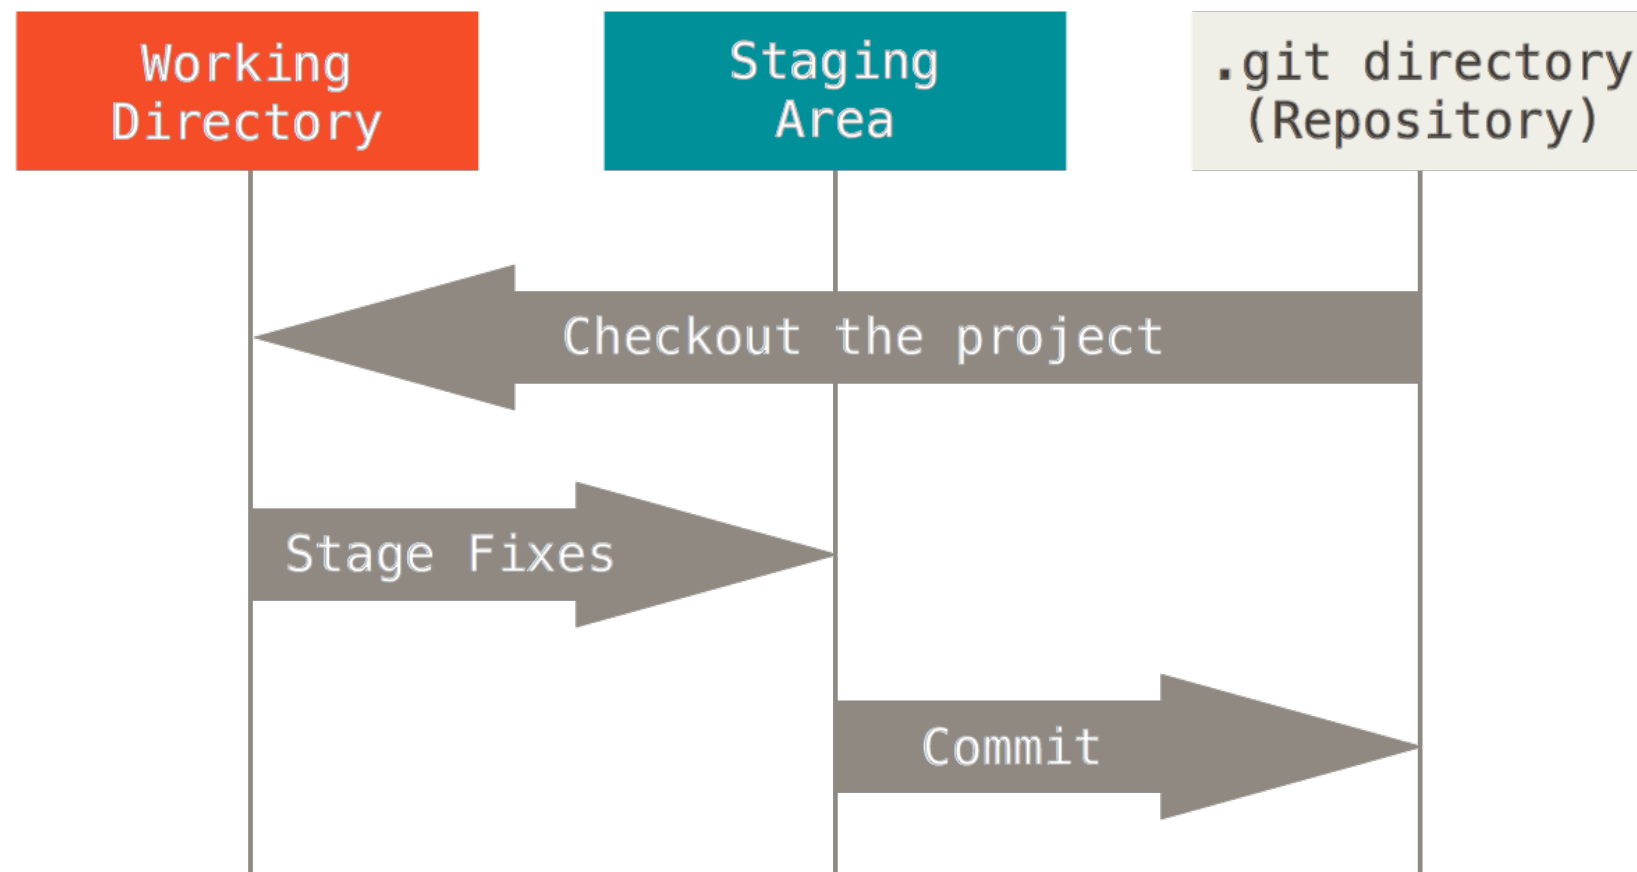 Working
Directory
Staging
Area
.git directory
(Repository)
Checkout the project
Stage Fixes
Commit